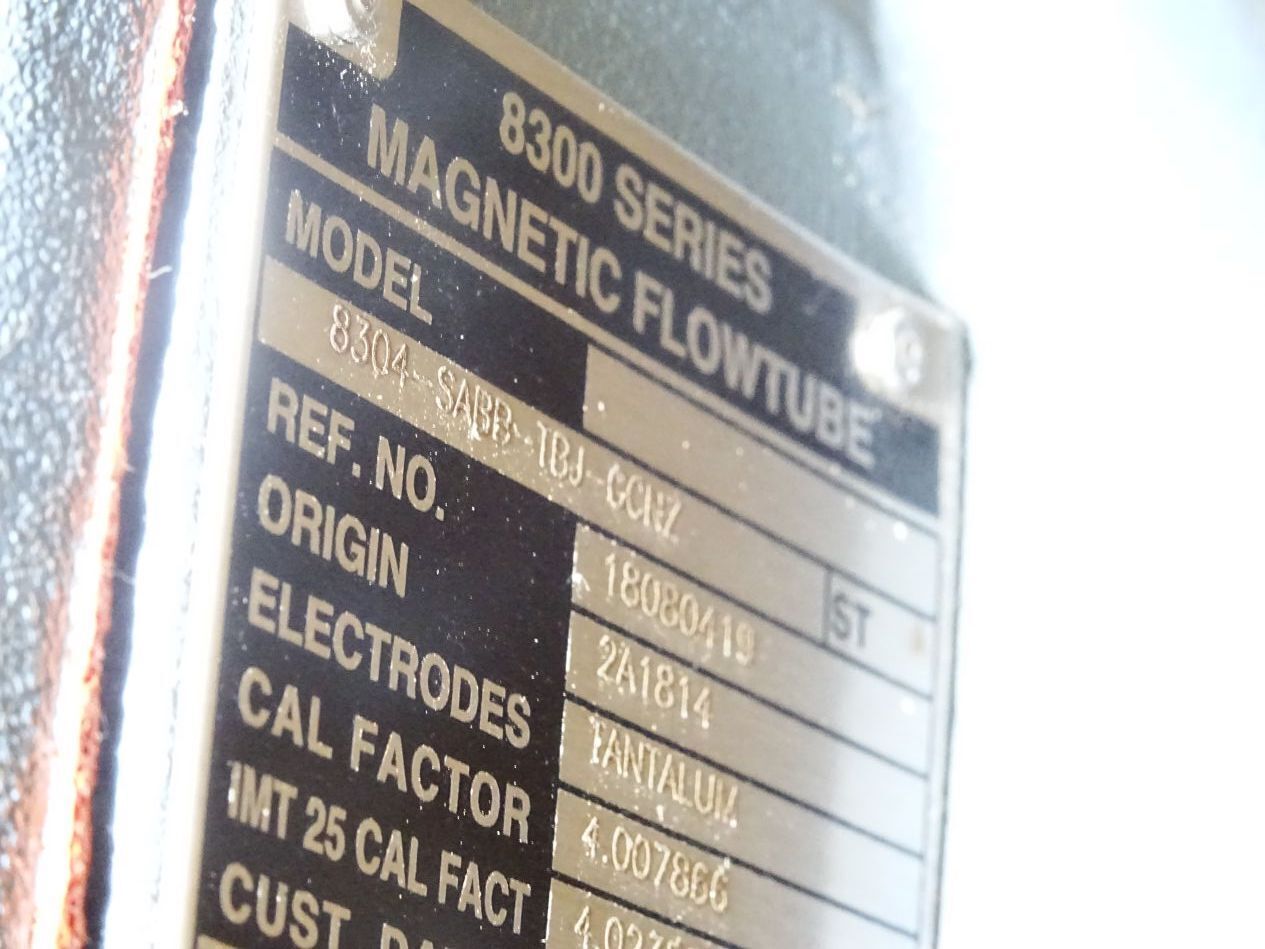 8300 SERIES
MAGNETIC FLOWTUBE
MODEL
8304-SABB-TBJ-GCNZ
ST
REF. NO. 18080419
ORIGIN 2A1814
ELECTRODES TANTALUM
CAL FACTOR 4.007866
IMT 25 CAL FACT
CUST.